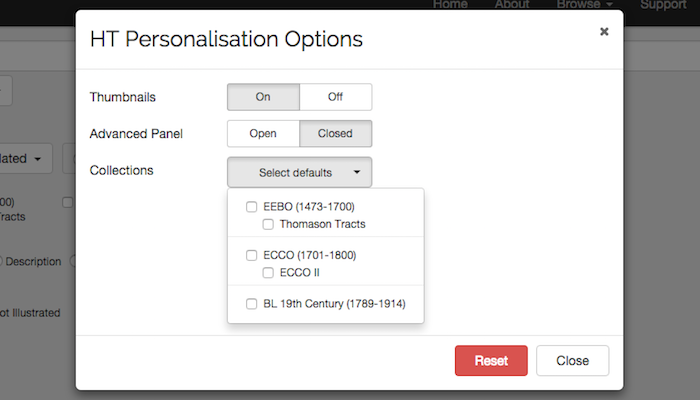 Home About Browse Support
HT Personalisation Options ×
Thumbnails On Off
Advanced Panel Open Closed
Collections Select defaults
EEBO (1473-1700)
Thomason Tracts
ECCO (1701-1800)
ECCO II
BL 19th Century (1789-1914)
Reset Close
lated
00)
racts
Description
ot Illustrated